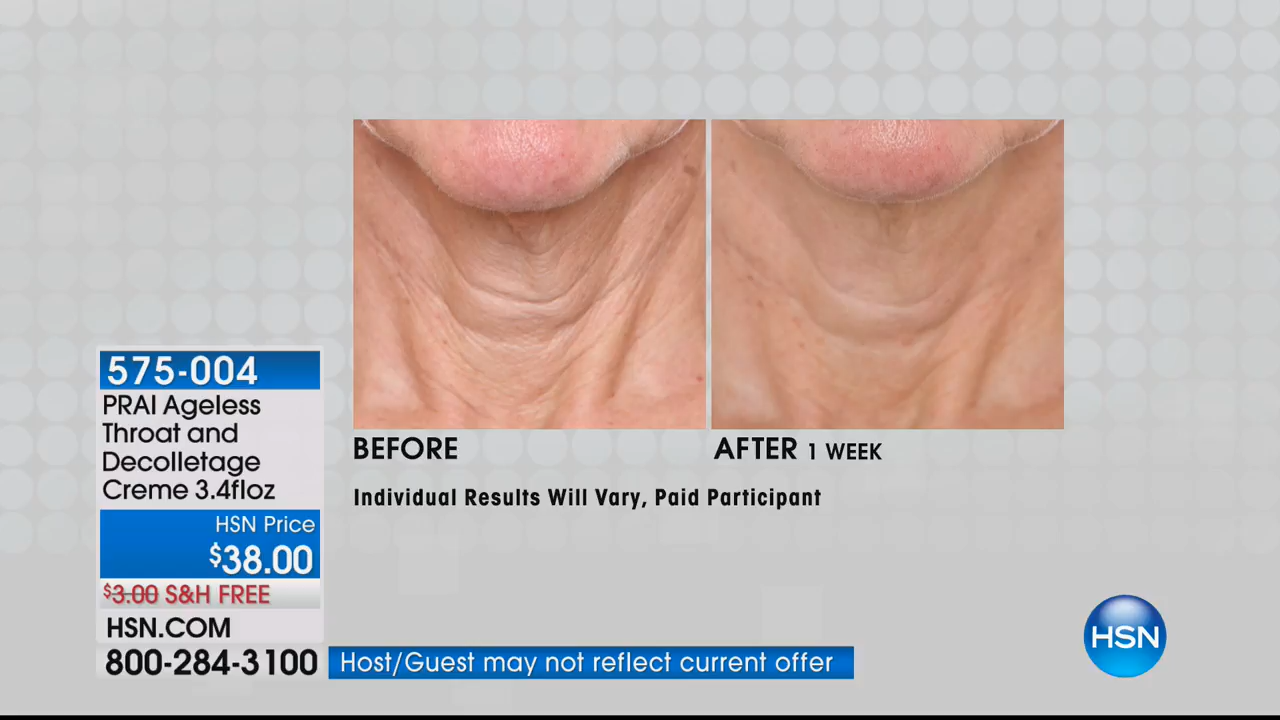 575-004
PRAI Ageless
Throat and
Decolletage
Creme 3.4floz
HSN Price
$38.00
$3.00 S&H FREE
HSN.COM
800-284-3100
BEFORE
AFTER 1 WEEK
Individual Results Will Vary, Paid Participant
Host/Guest may not reflect current offer
HSN